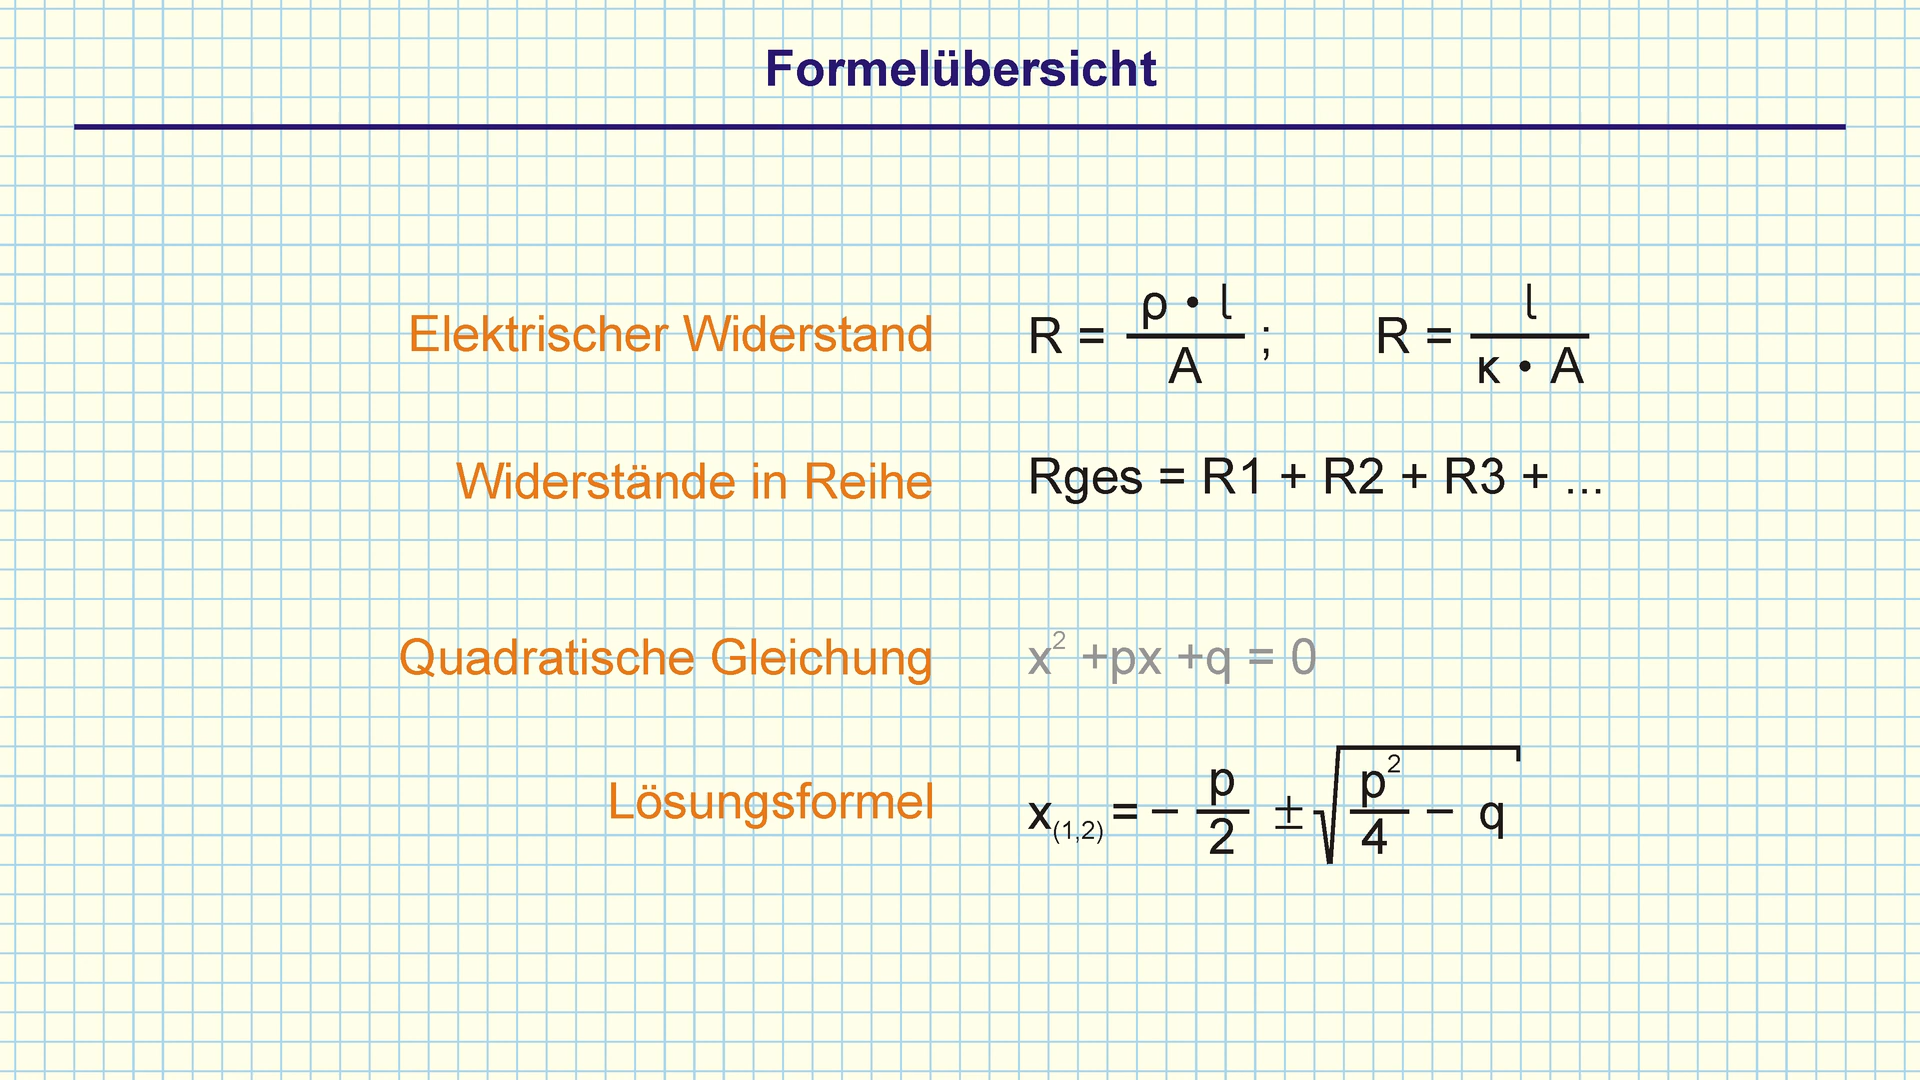 Formelübersicht
Elektrischer Widerstand R = ρ • l / A ; R = l / κ • A
Widerstände in Reihe Rges = R1 + R2 + R3 + ...
Quadratische Gleichung x² +px +q = 0
Lösungsformel x(1,2) = − p/2 ± √(p²/4 − q)